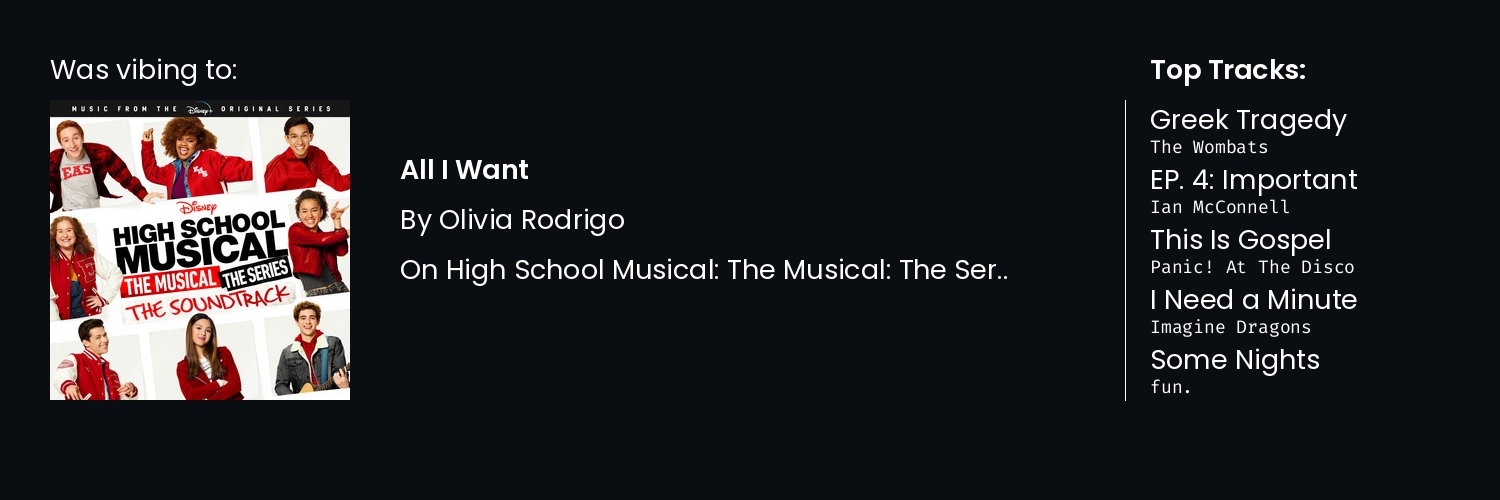 Was vibing to:
MUSIC FROM THE Disney+ ORIGINAL SERIES
EAST
Disney
HIGH SCHOOL
MUSICAL
THE MUSICAL THE SERIES
THE SOUNDTRACK
All I Want
By Olivia Rodrigo
On High School Musical: The Musical: The Ser..
Top Tracks:
Greek Tragedy
The Wombats
EP. 4: Important
Ian McConnell
This Is Gospel
Panic! At The Disco
I Need a Minute
Imagine Dragons
Some Nights
fun.